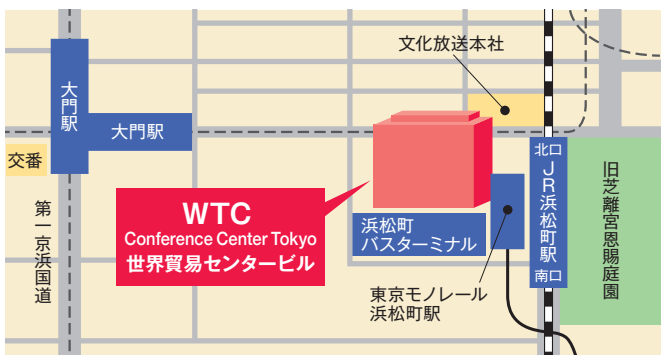 文化放送本社
大門駅
大門駅
交番
北口
JR浜松町駅
南口
旧芝離宮恩賜庭園
WTC
Conference Center Tokyo
世界貿易センタービル
浜松町
バスターミナル
第一京浜国道
東京モノレール
浜松町駅